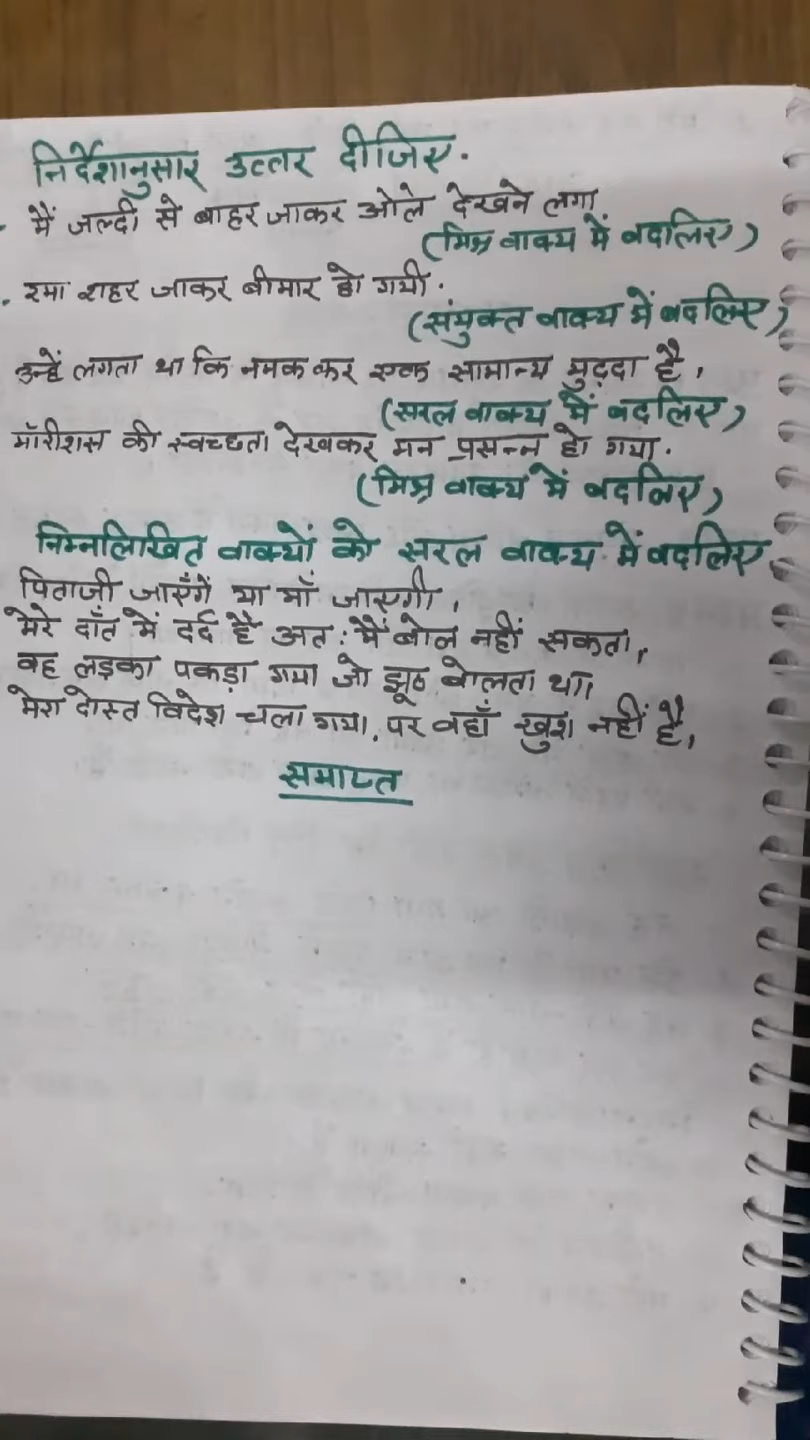 निर्देशानुसार उत्तर दीजिए.
मैं जल्दी से बाहर जाकर ओले देखने लगा
(मिश्र वाक्य में बदलिए)
. रमा शहर जाकर बीमार हो गयी.
(संयुक्त वाक्य में बदलिए)
उन्हें लगता था कि नमक कर एक सामान्य मुद्दा है,
(सरल वाक्य में बदलिए)
मॉरीशस की स्वच्छता देखकर मन प्रसन्न हो गया.
(मिश्र वाक्य में बदलिए)
निम्नलिखित वाक्यों को सरल वाक्य में बदलिए
पिताजी जाएँगें या माँ जाएगी,
मेरे दाँत में दर्द है अत: मैं बोल नहीं सकता,
वह लड़का पकड़ा गया जो झूठ बोलता था,
मेरा दोस्त विदेश चला गया, पर वहाँ खुश नहीं है,
समाप्त